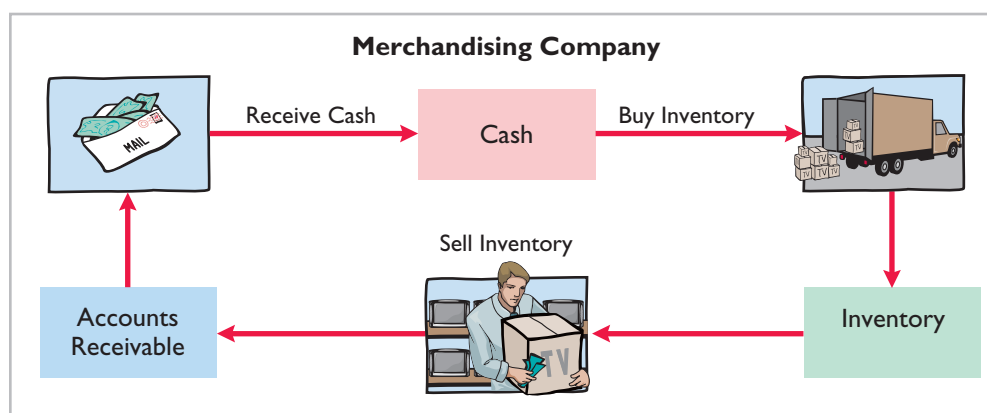 Merchandising Company
Receive Cash
Cash
Buy Inventory
MAIL
TV
TV
TV
TV
TV
Sell Inventory
Accounts
Receivable
TV
Inventory